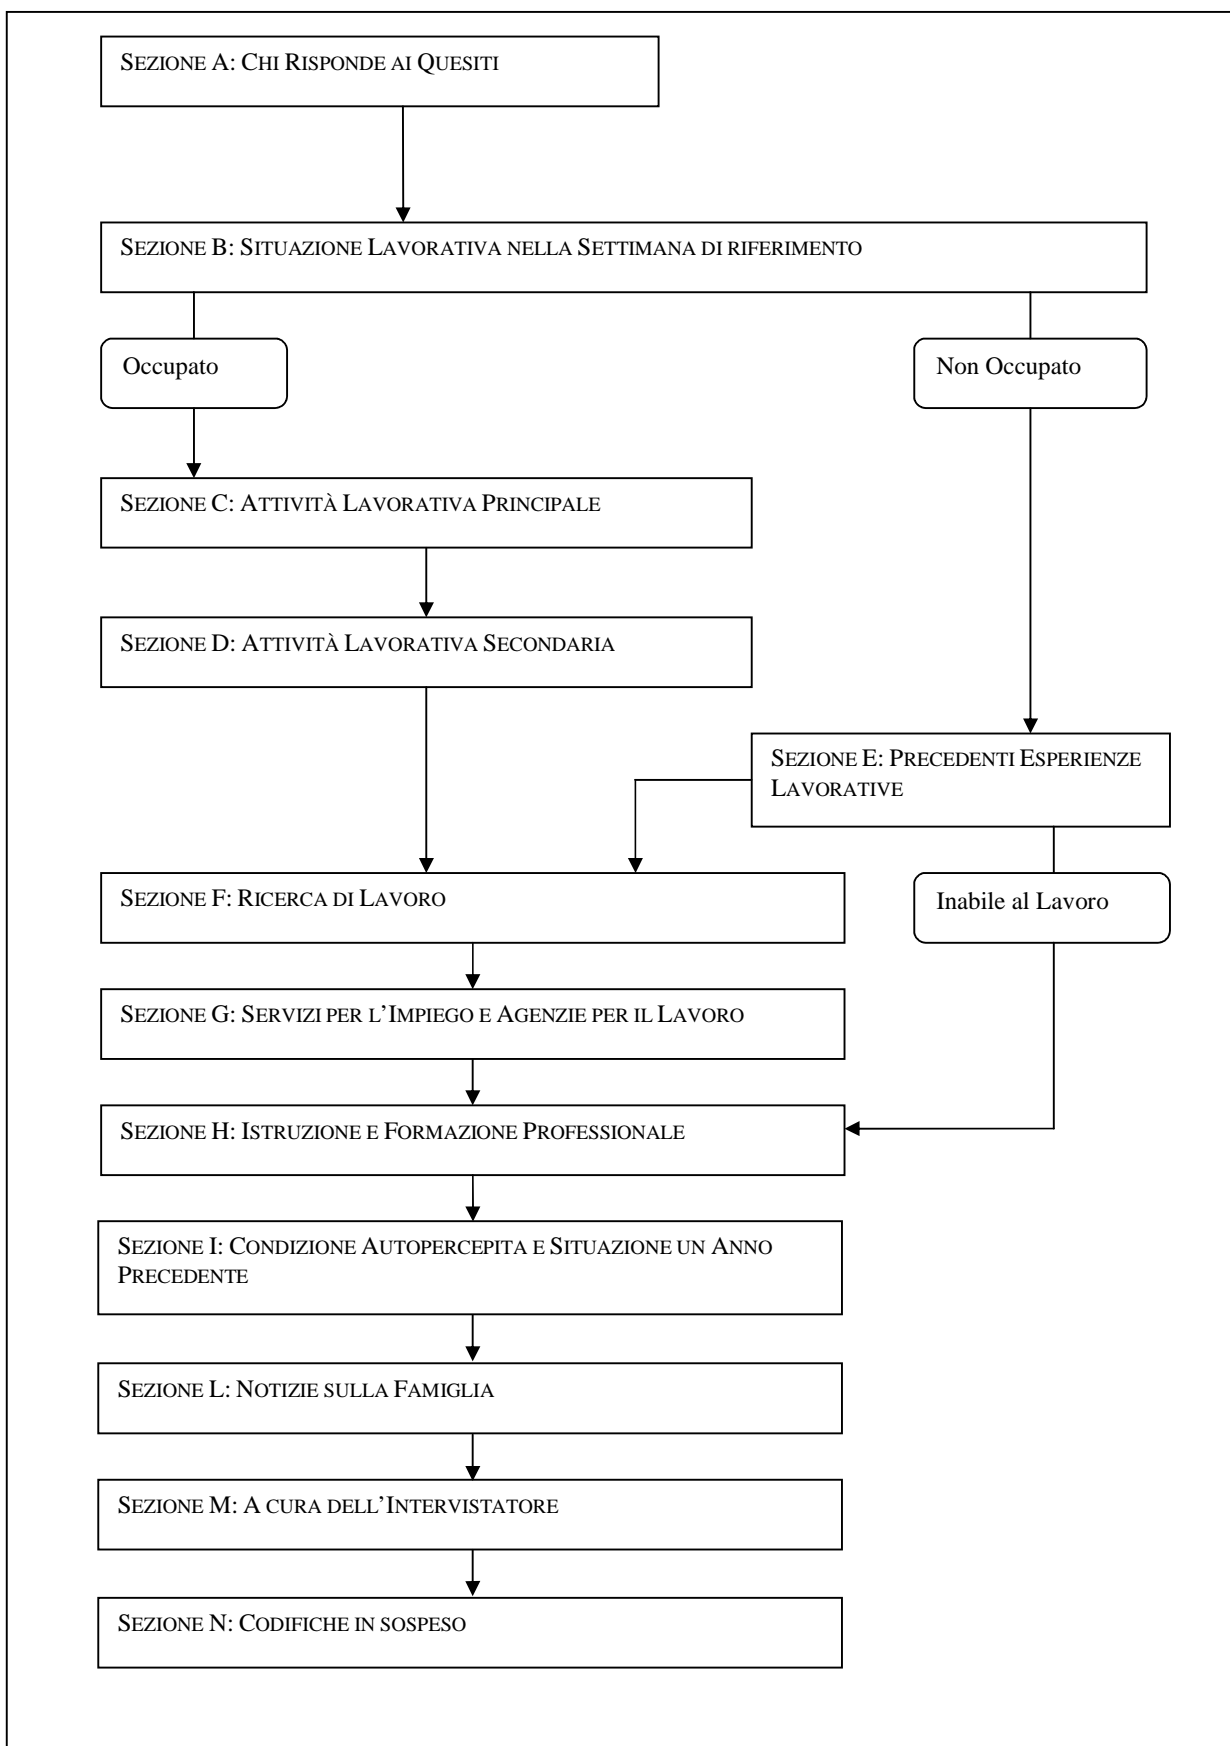 SEZIONE A: CHI RISPONDE AI QUESITI
SEZIONE B: SITUAZIONE LAVORATIVA NELLA SETTIMANA DI RIFERIMENTO
Occupato
Non Occupato
SEZIONE C: ATTIVITÀ LAVORATIVA PRINCIPALE
SEZIONE D: ATTIVITÀ LAVORATIVA SECONDARIA
SEZIONE E: PRECEDENTI ESPERIENZE
LAVORATIVE
SEZIONE F: RICERCA DI LAVORO
Inabile al Lavoro
SEZIONE G: SERVIZI PER L'IMPIEGO E AGENZIE PER IL LAVORO
SEZIONE H: ISTRUZIONE E FORMAZIONE PROFESSIONALE
SEZIONE I: CONDIZIONE AUTOPERCEPITA E SITUAZIONE UN ANNO
PRECEDENTE
SEZIONE L: NOTIZIE SULLA FAMIGLIA
SEZIONE M: A CURA DELL'INTERVISTATORE
SEZIONE N: CODIFICHE IN SOSPESO